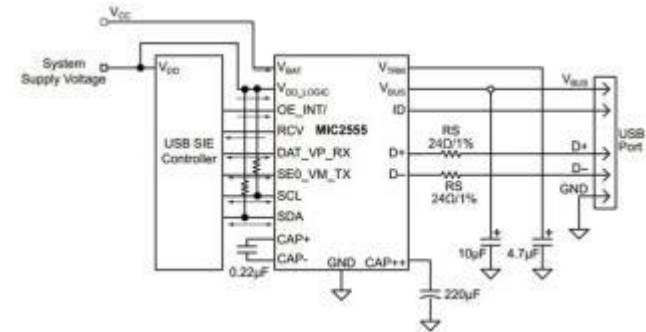 VCC
System
Supply Voltage
VDD
USB SIE
Controller
VBAT
VDD_LOGIC
OE_INT/
RCV
MIC2555
DAT_VP_RX
SE0_VM_TX
SCL
SDA
CAP+
CAP-
0.22µF
VTRM
VBUS
ID
D+
D–
GND
CAP++
RS
24Ω/1%
RS
24Ω/1%
10µF
4.7µF
220µF
VBUS
D+
D–
GND
USB
Port